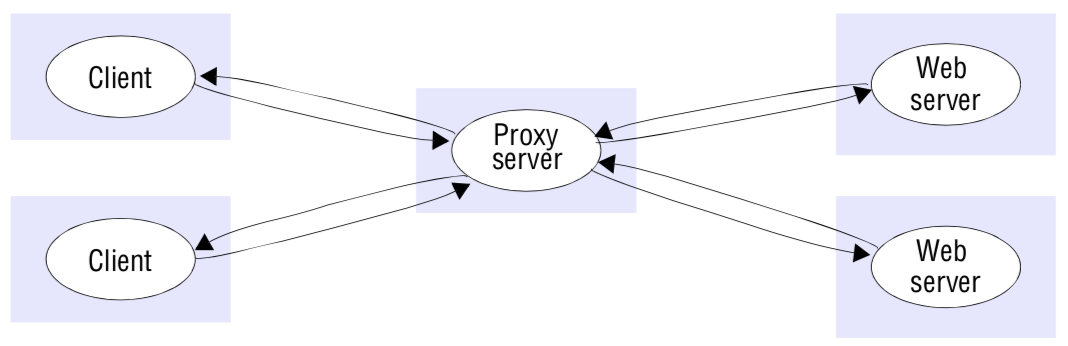 Client
Proxy
server
Web
server
Client
Web
server